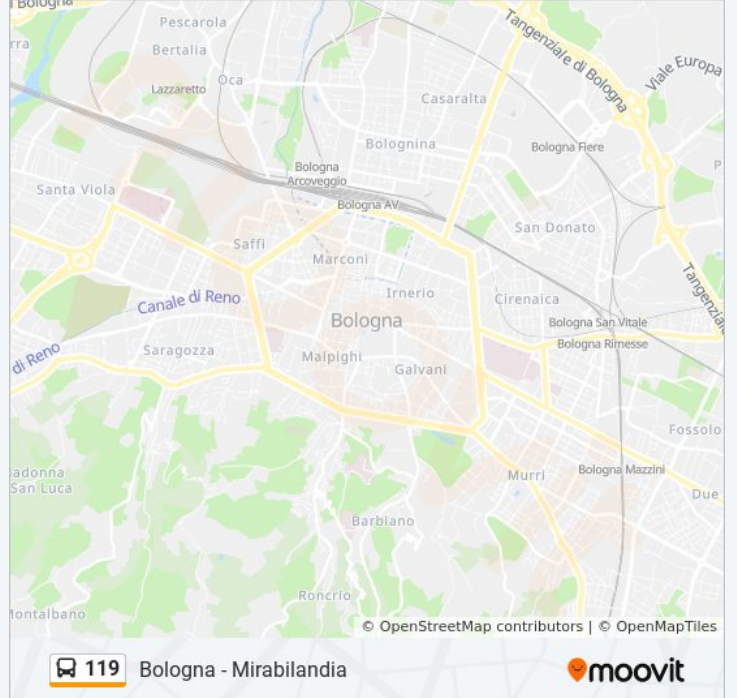 i Bologna
Pescarola
Tangenziale di Bologna
rra
Bertalia
Viale Europa
Oca
Lazzaretto
Casaralta
Bolognina
Bologna Fiere
P
Bologna
Arcoveggio
Santa Viola
Bologna AV
San Donato
Saffi
Marconi
Tangenziale
Irnerio
Cirenaica
Canale di Reno
Bologna
Bologna San Vitale
Bologna Rimesse
di Reno
Saragozza
Malpighi
Galvani
Fossolo
adonna
San Luca
Murri
Bologna Mazzini
Due
Barbiano
Roncrio
Montalbano
© OpenStreetMap contributors | © OpenMapTiles
119 Bologna - Mirabilandia
moovit